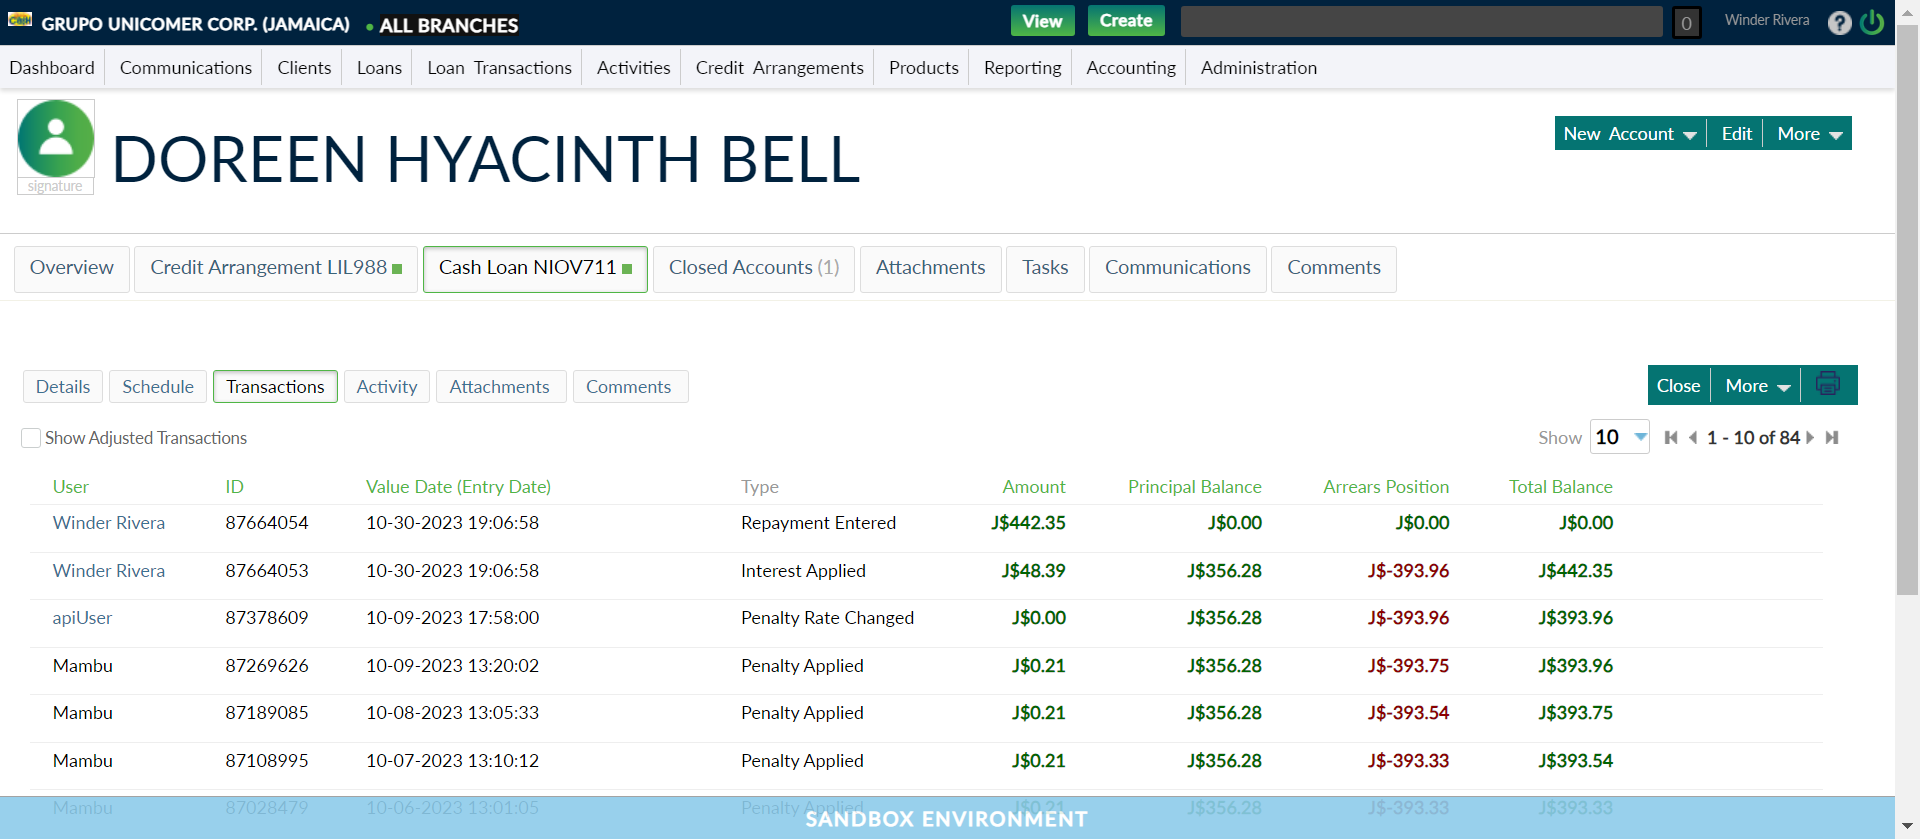 Cash GRUPO UNICOMER CORP. (JAMAICA) • ALL BRANCHES View Create 0 Winder Rivera ?
Dashboard Communications Clients Loans Loan Transactions Activities Credit Arrangements Products Reporting Accounting Administration
signature
DOREEN HYACINTH BELL
New Account Edit More
Overview Credit Arrangement LIL988 Cash Loan NIOV711 Closed Accounts (1) Attachments Tasks Communications Comments
Details Schedule Transactions Activity Attachments Comments Close More
Show Adjusted Transactions Show 10 1 - 10 of 84
User ID Value Date (Entry Date) Type Amount Principal Balance Arrears Position Total Balance
Winder Rivera 87664054 10-30-2023 19:06:58 Repayment Entered J$442.35 J$0.00 J$0.00 J$0.00
Winder Rivera 87664053 10-30-2023 19:06:58 Interest Applied J$48.39 J$356.28 J$-393.96 J$442.35
apiUser 87378609 10-09-2023 17:58:00 Penalty Rate Changed J$0.00 J$356.28 J$-393.96 J$393.96
Mambu 87269626 10-09-2023 13:20:02 Penalty Applied J$0.21 J$356.28 J$-393.75 J$393.96
Mambu 87189085 10-08-2023 13:05:33 Penalty Applied J$0.21 J$356.28 J$-393.54 J$393.75
Mambu 87108995 10-07-2023 13:10:12 Penalty Applied J$0.21 J$356.28 J$-393.33 J$393.54
Mambu 87028479 10-06-2023 13:01:05 Penalty Applied J$0.21 J$356.28 J$-393.33 J$393.33
SANDBOX ENVIRONMENT